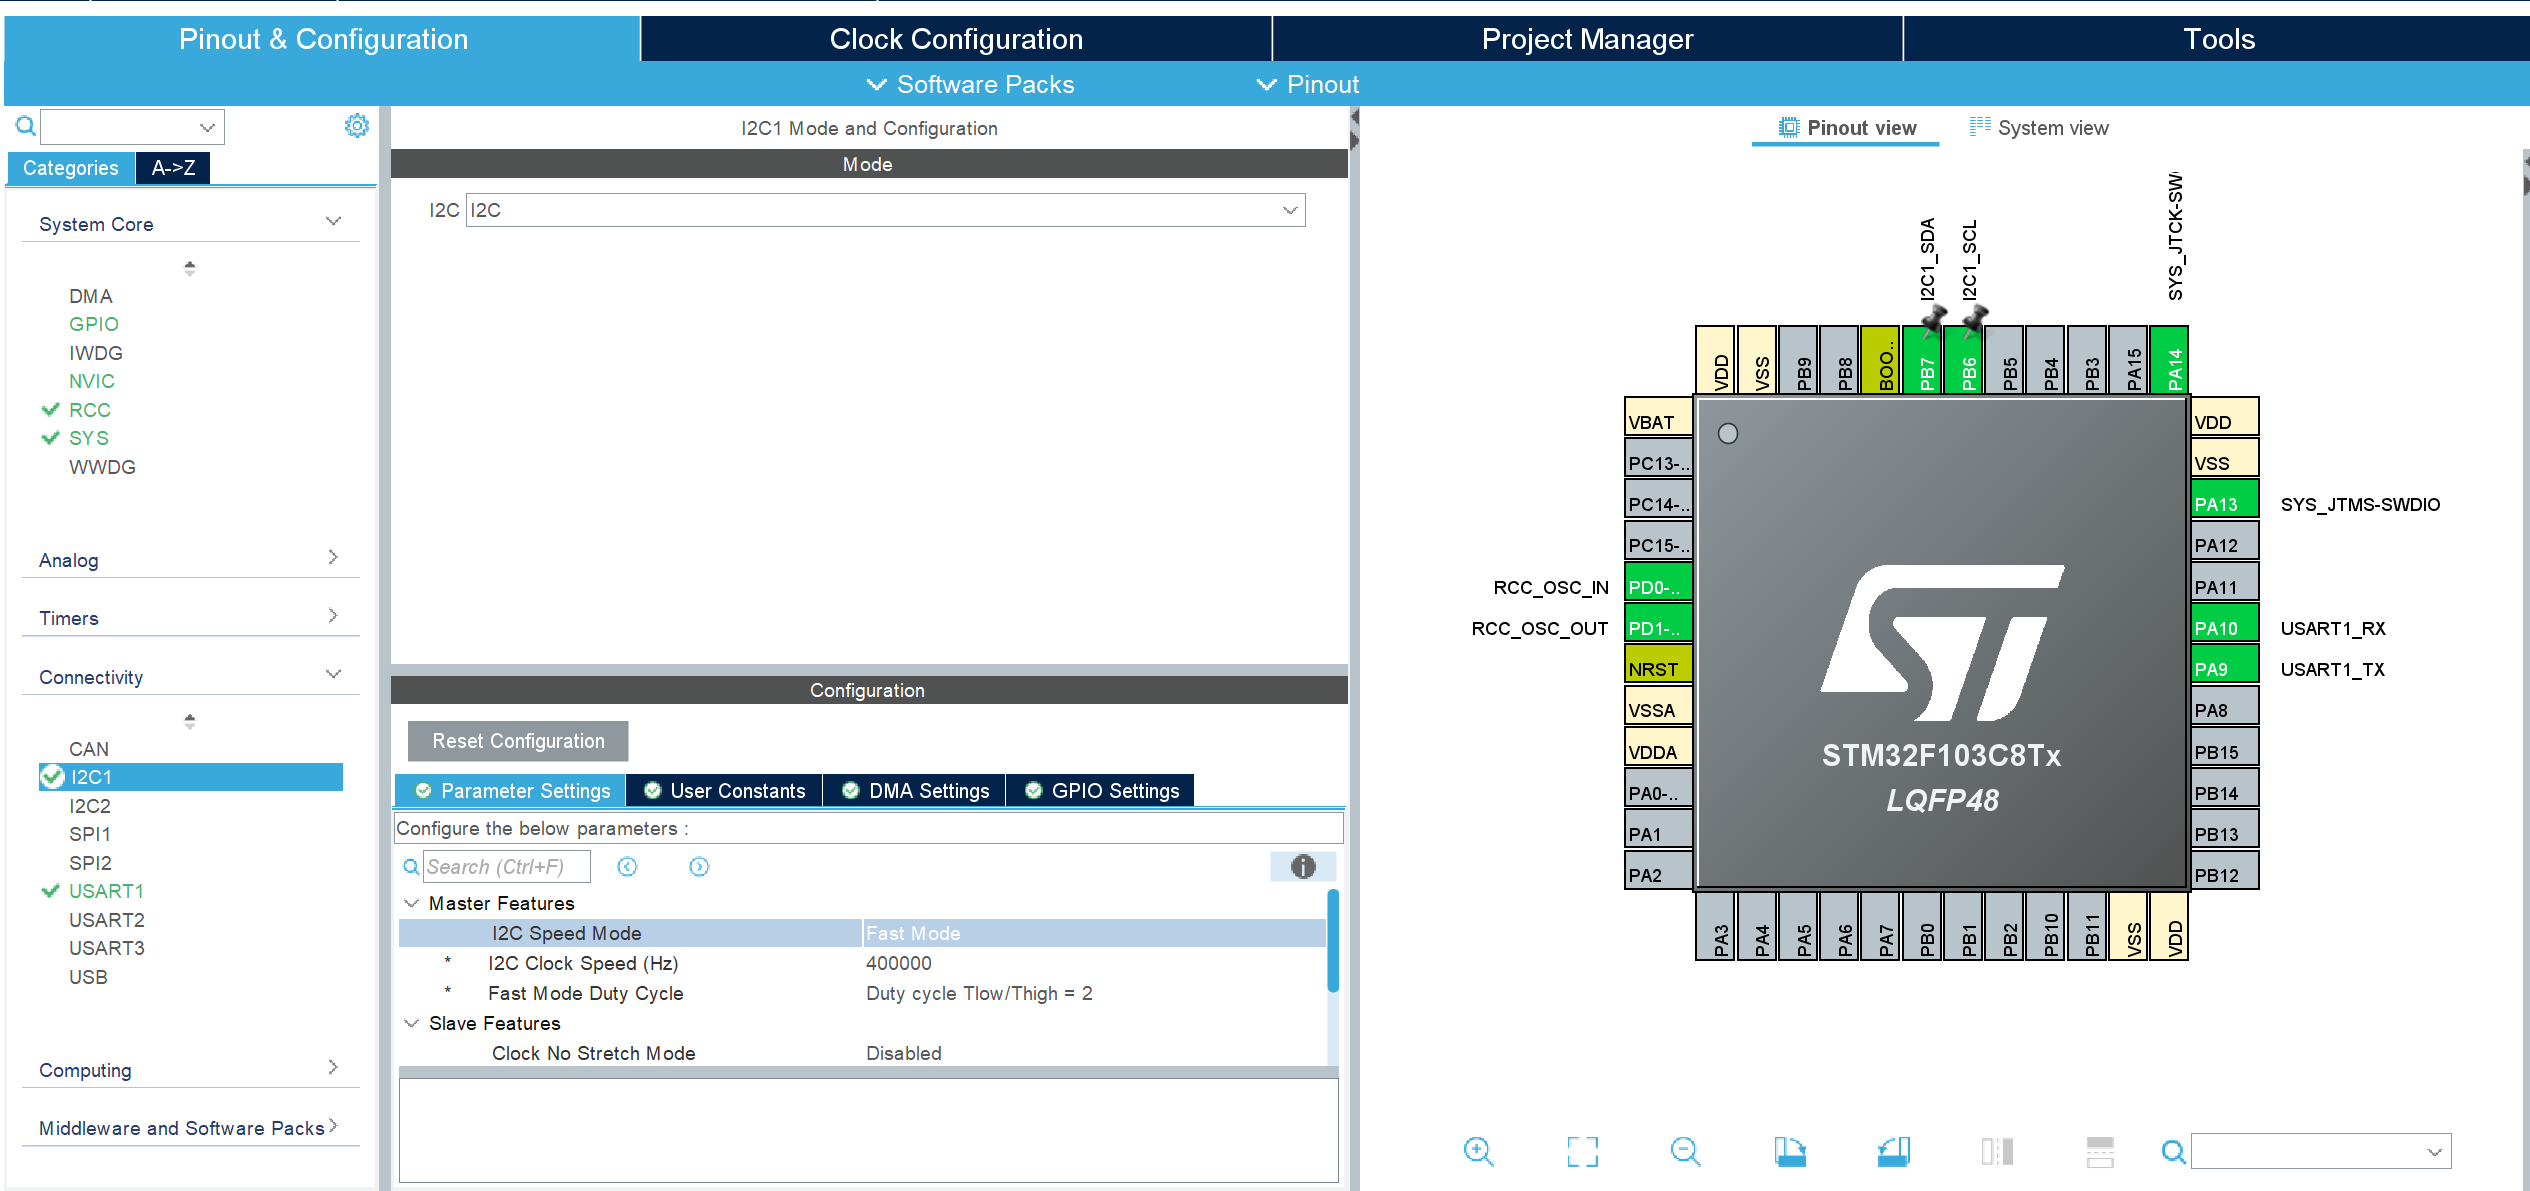 Pinout & Configuration
Clock Configuration
Project Manager
Tools
Software Packs
Pinout
Categories
A->Z
System Core
DMA
GPIO
IWDG
NVIC
RCC
SYS
WWDG
Analog
Timers
Connectivity
CAN
I2C1
I2C2
SPI1
SPI2
USART1
USART2
USART3
USB
Computing
Middleware and Software Packs
I2C1 Mode and Configuration
Mode
I2C I2C
Configuration
Reset Configuration
Parameter Settings
User Constants
DMA Settings
GPIO Settings
Configure the below parameters :
Search (Ctrl+F)
Master Features
I2C Speed Mode Fast Mode
* I2C Clock Speed (Hz) 400000
* Fast Mode Duty Cycle Duty cycle Tlow/Thigh = 2
Slave Features
Clock No Stretch Mode Disabled
Pinout view
System view
I2C1_SDA
I2C1_SCL
SYS_JTCK-SW
VDD
VSS
PB9
PB8
BOO..
PB7
PB6
PB5
PB4
PB3
PA15
PA14
VBAT
PC13-..
PC14-..
PC15-..
RCC_OSC_IN PD0-..
RCC_OSC_OUT PD1-..
NRST
VSSA
VDDA
PA0-..
PA1
PA2
STM32F103C8Tx
LQFP48
VDD
VSS
PA13 SYS_JTMS-SWDIO
PA12
PA11
PA10 USART1_RX
PA9 USART1_TX
PA8
PB15
PB14
PB13
PB12
PA3
PA4
PA5
PA6
PA7
PB0
PB1
PB2
PB10
PB11
VSS
VDD